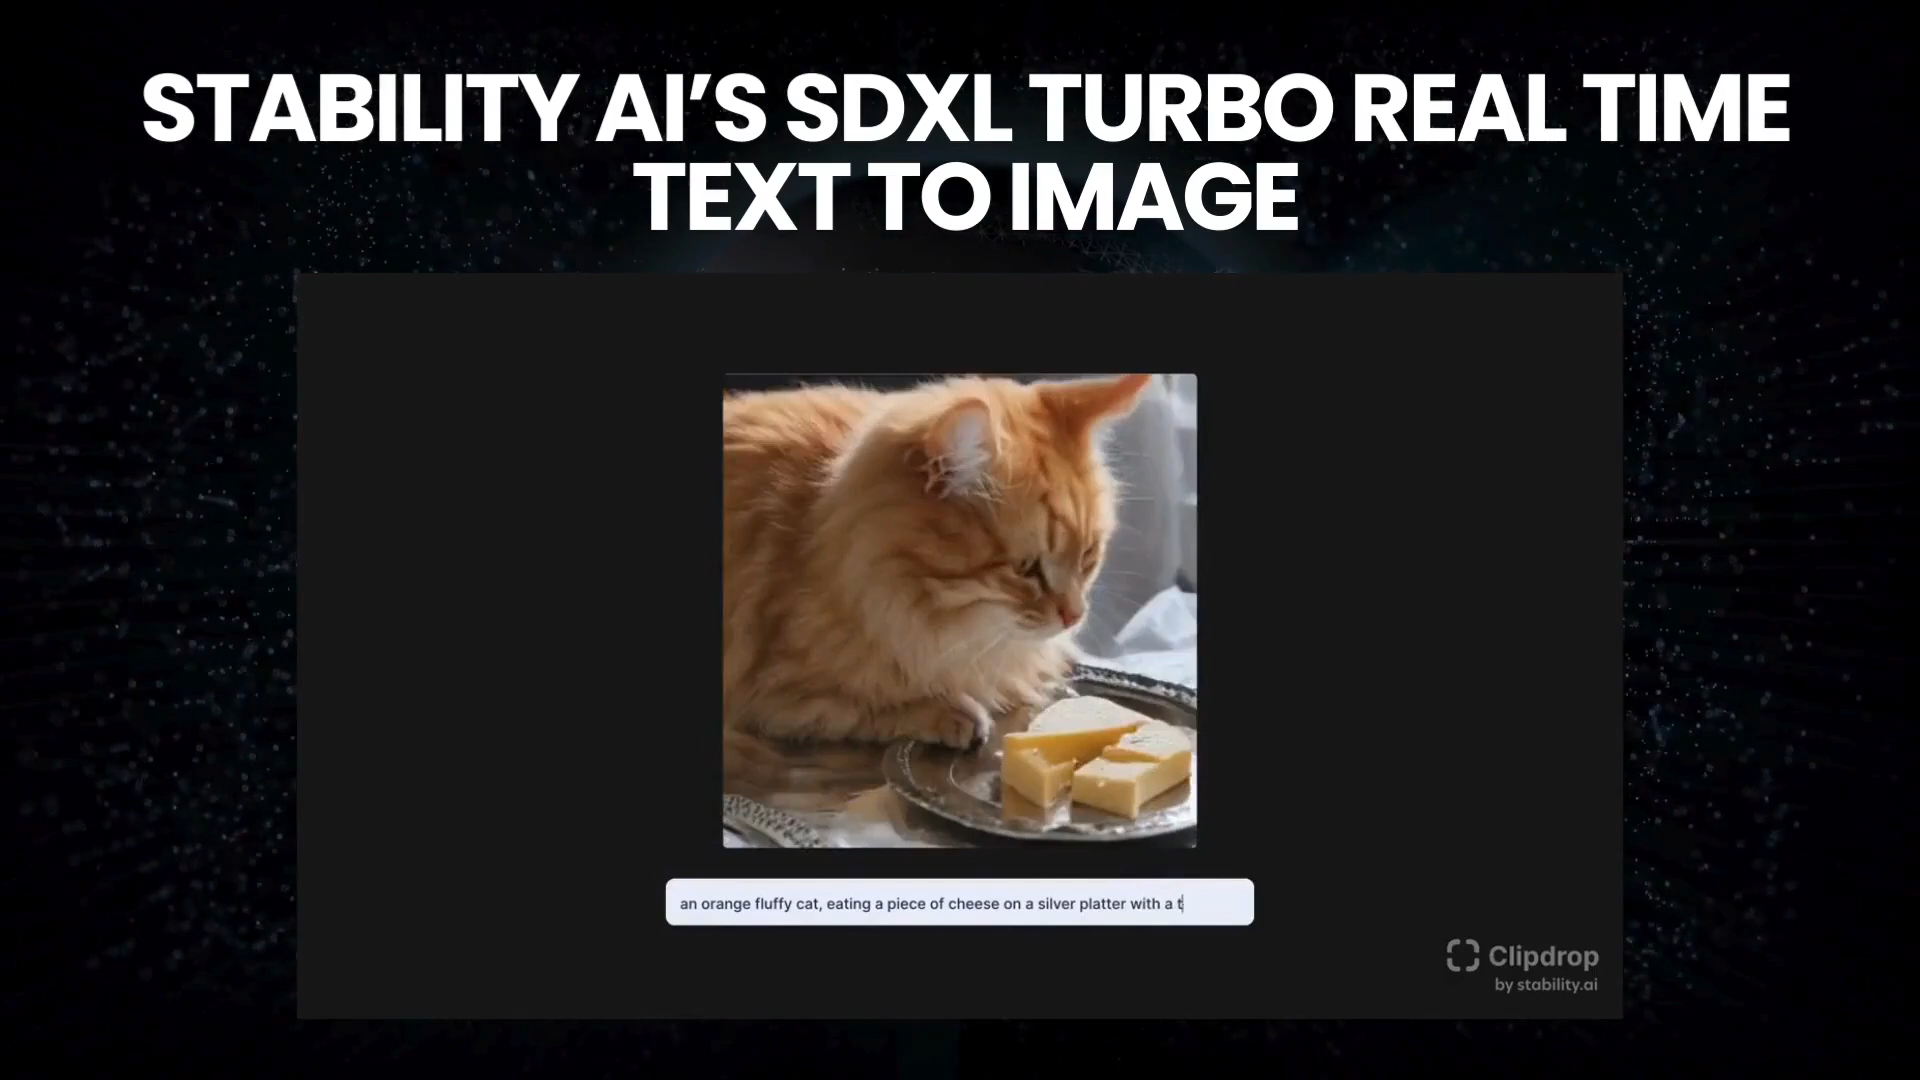 STABILITY AI’S SDXL TURBO REAL TIME
TEXT TO IMAGE
an orange fluffy cat, eating a piece of cheese on a silver platter with a t
Clipdrop
by stability.ai